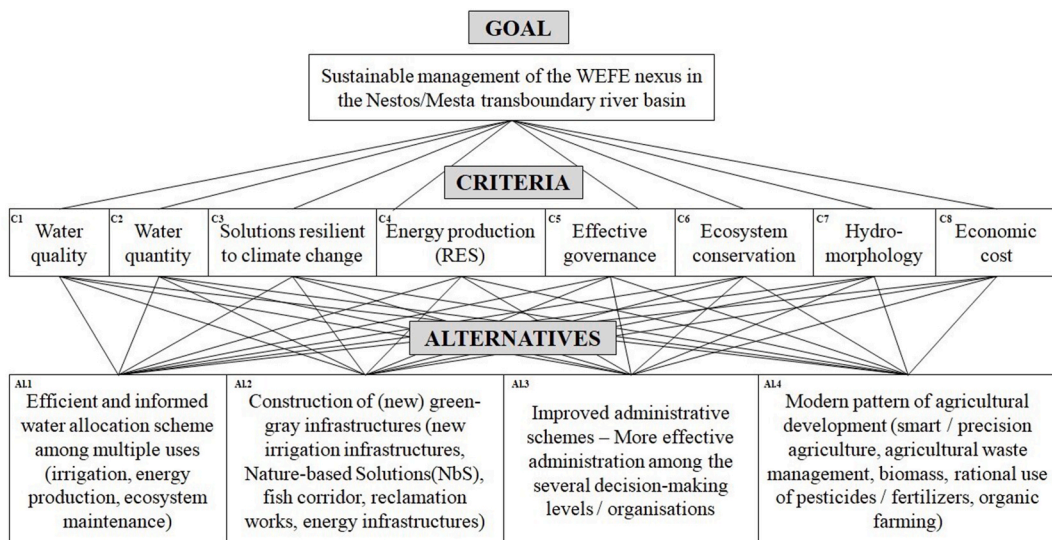 GOAL
Sustainable management of the WEFE nexus in
the Nestos/Mesta transboundary river basin
CRITERIA
C1
Water
quality
C2
Water
quantity
C3
Solutions resilient
to climate change
C4
Energy production
(RES)
C5
Effective
governance
C6
Ecosystem
conservation
C7
Hydro-
morphology
C8
Economic
cost
ALTERNATIVES
AL1
Efficient and informed
water allocation scheme
among multiple uses
(irrigation, energy
production, ecosystem
maintenance)
AL2
Construction of (new) green-
gray infrastructures (new
irrigation infrastructures,
Nature-based Solutions(NbS),
fish corridor, reclamation
works, energy infrastructures)
AL3
Improved administrative
schemes – More effective
administration among the
several decision-making
levels / organisations
AL4
Modern pattern of agricultural
development (smart / precision
agriculture, agricultural waste
management, biomass, rational use
of pesticides / fertilizers, organic
farming)